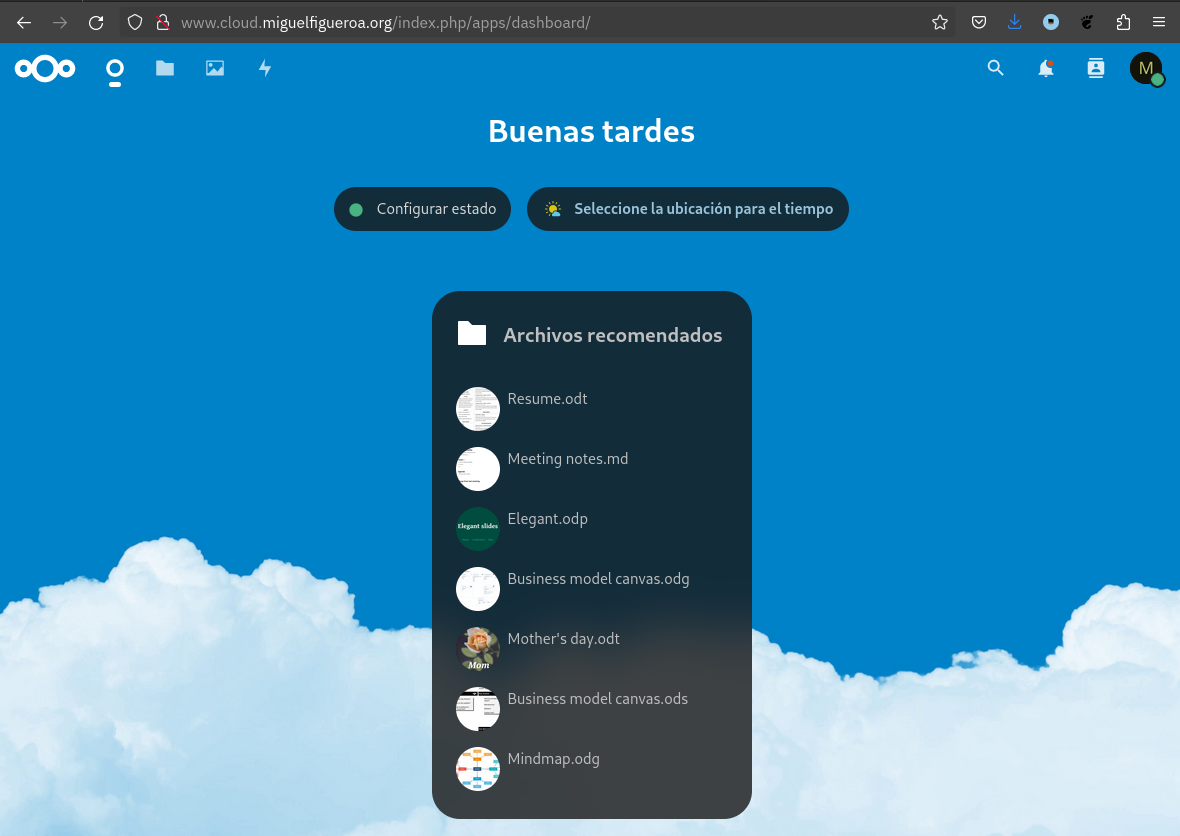 www.cloud.miguelfigueroa.org/index.php/apps/dashboard/
M
Buenas tardes
Configurar estado
Seleccione la ubicación para el tiempo
Archivos recomendados
Resume.odt
Meeting notes.md
Elegant slides
Elegant.odp
Business model canvas.odg
Mother's day.odt
Mom
Business model canvas.ods
Mindmap.odg